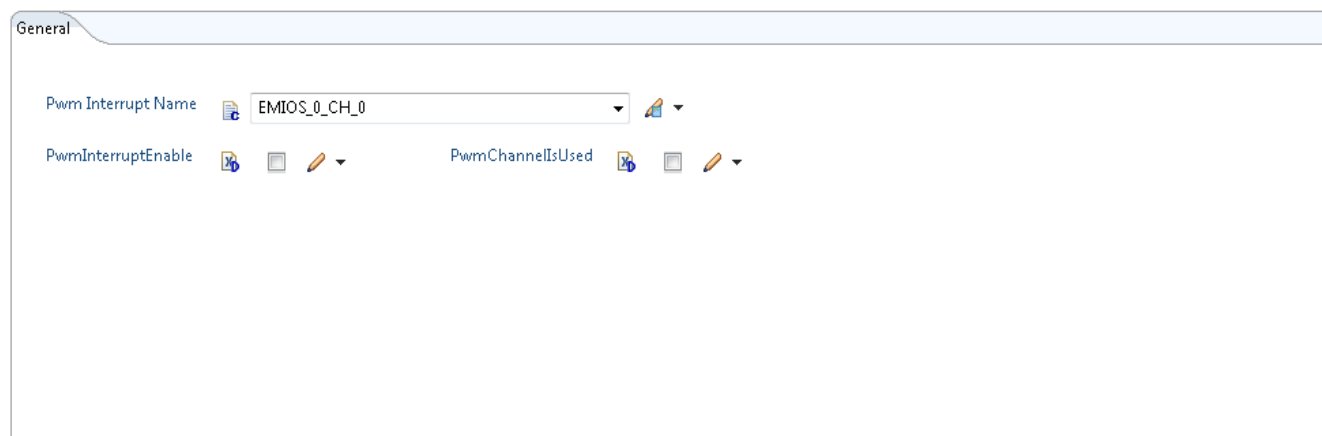 General
Pwm Interrupt Name EMIOS_0_CH_0
PwmInterruptEnable PwmChannelIsUsed